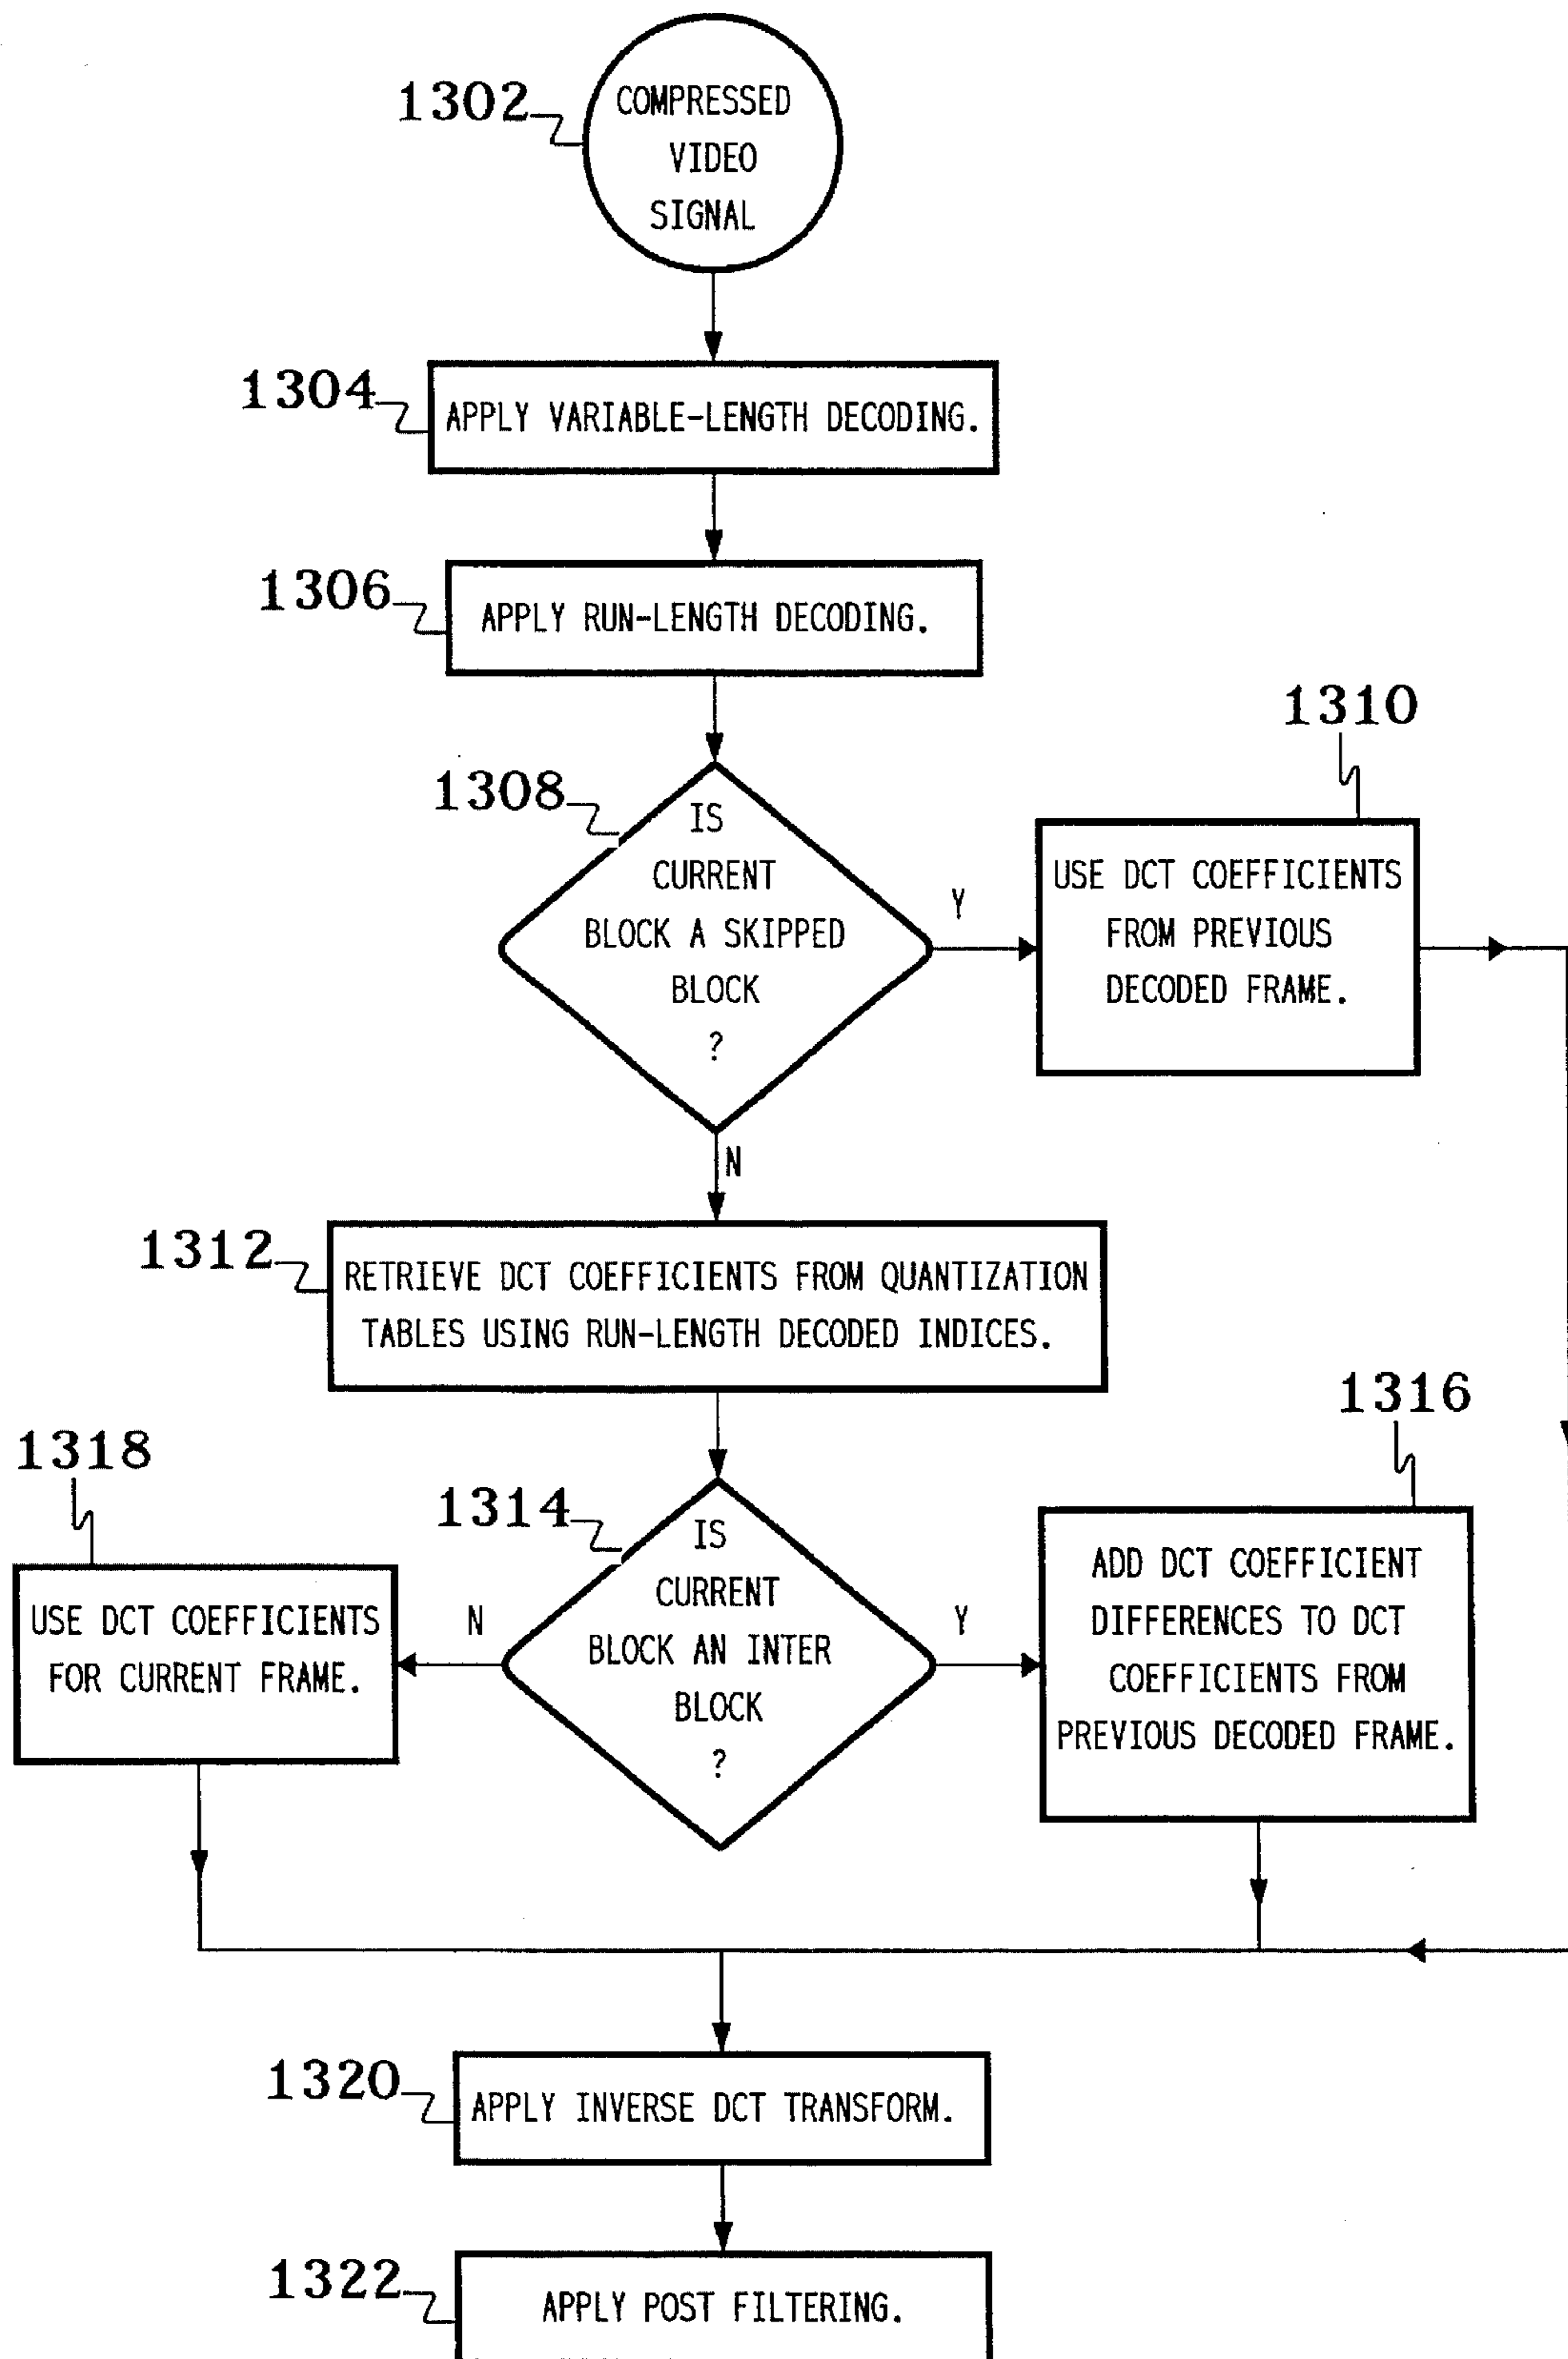 1302
COMPRESSED
VIDEO
SIGNAL
1304
APPLY VARIABLE-LENGTH DECODING.
1306
APPLY RUN-LENGTH DECODING.
1308
IS
CURRENT
BLOCK A SKIPPED
BLOCK
?
Y
N
1310
USE DCT COEFFICIENTS
FROM PREVIOUS
DECODED FRAME.
1312
RETRIEVE DCT COEFFICIENTS FROM QUANTIZATION
TABLES USING RUN-LENGTH DECODED INDICES.
1314
IS
CURRENT
BLOCK AN INTER
BLOCK
?
N
Y
1318
USE DCT COEFFICIENTS
FOR CURRENT FRAME.
1316
ADD DCT COEFFICIENT
DIFFERENCES TO DCT
COEFFICIENTS FROM
PREVIOUS DECODED FRAME.
1320
APPLY INVERSE DCT TRANSFORM.
1322
APPLY POST FILTERING.